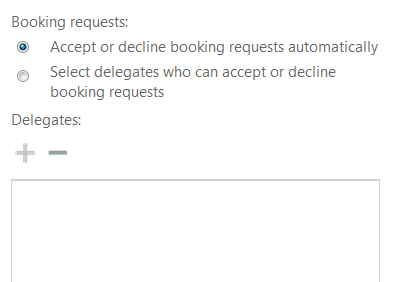 Booking requests:
Accept or decline booking requests automatically
Select delegates who can accept or decline
booking requests
Delegates: